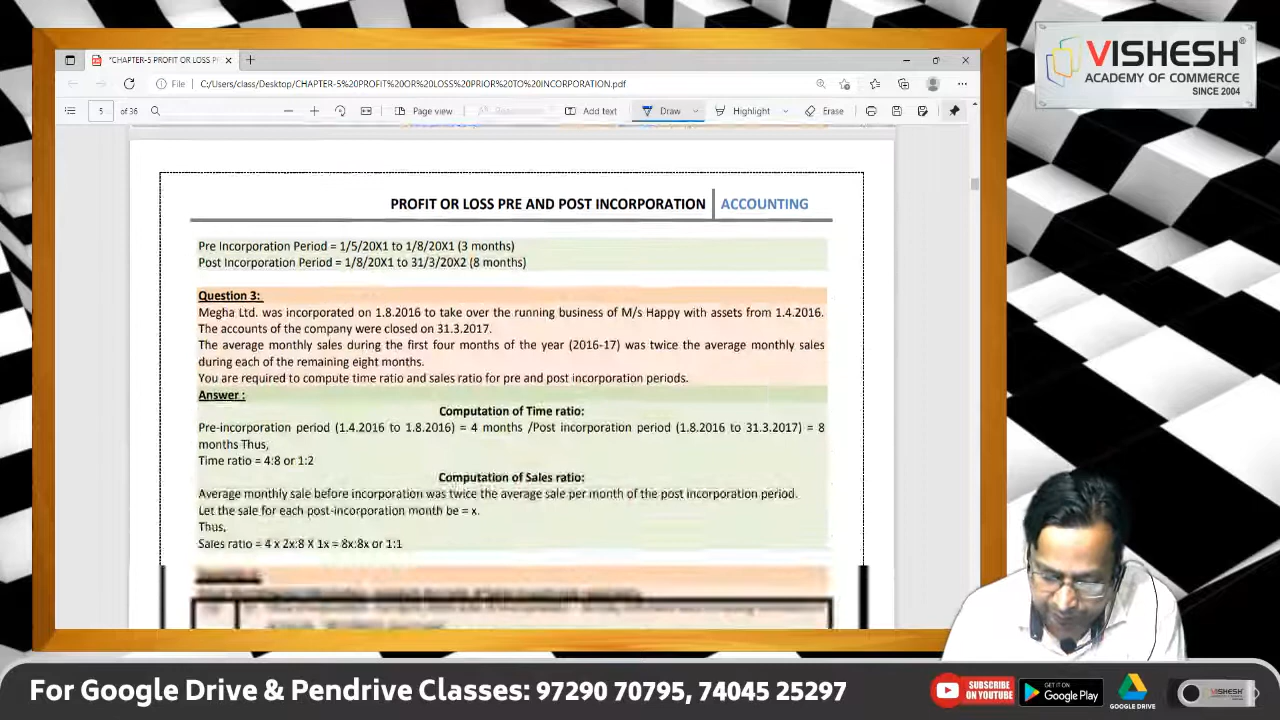 *CHAPTER-5 PROFIT OR LOSS P
File
C:/Users/class/Desktop/CHAPTER-5%20PROFIT%20OR%20LOSS%20PRIOR%20TO%20INCORPORATION.pdf
5 of 36
Page view
Add text
Draw
Highlight
Erase
VISHESH®
ACADEMY OF COMMERCE
SINCE 2004
PROFIT OR LOSS PRE AND POST INCORPORATION ACCOUNTING
Pre Incorporation Period = 1/5/20X1 to 1/8/20X1 (3 months)
Post Incorporation Period = 1/8/20X1 to 31/3/20X2 (8 months)
Question 3:
Megha Ltd. was incorporated on 1.8.2016 to take over the running business of M/s Happy with assets from 1.4.2016.
The accounts of the company were closed on 31.3.2017.
The average monthly sales during the first four months of the year (2016-17) was twice the average monthly sales
during each of the remaining eight months.
You are required to compute time ratio and sales ratio for pre and post incorporation periods.
Answer :
Computation of Time ratio:
Pre-incorporation period (1.4.2016 to 1.8.2016) = 4 months /Post incorporation period (1.8.2016 to 31.3.2017) = 8
months Thus,
Time ratio = 4:8 or 1:2
Computation of Sales ratio:
Average monthly sale before incorporation was twice the average sale per month of the post incorporation period.
Let the sale for each post-incorporation month be = x.
Thus,
Sales ratio = 4 x 2x:8 X 1x = 8x:8x or 1:1
For Google Drive & Pendrive Classes: 97290 70795, 74045 25297
SUBSCRIBE
ON YOUTUBE
GET IT ON
Google Play
GOOGLE DRIVE
VISHESH